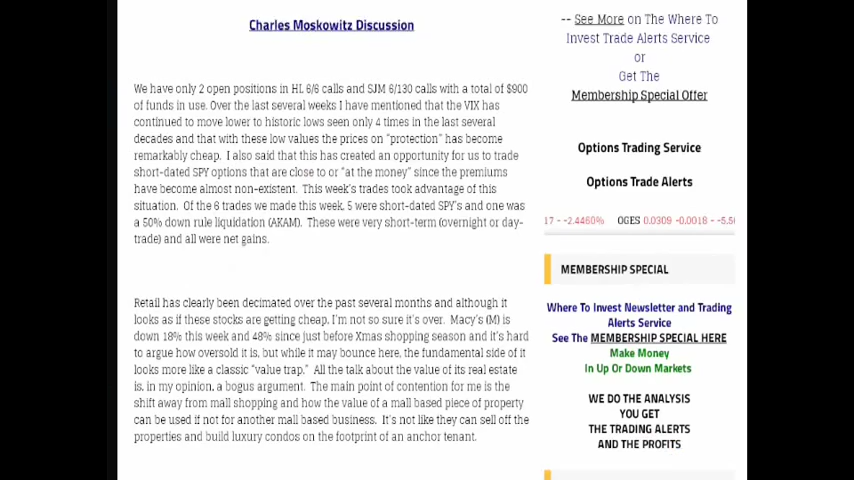 Charles Moskowitz Discussion
We have only 2 open positions in HL 6/6 calls and SJM 6/130 calls with a total of $900
of funds in use. Over the last several weeks I have mentioned that the VIX has
continued to move lower to historic lows seen only 4 times in the last several
decades and that with these low values the prices on "protection" has become
remarkably cheap. I also said that this has created an opportunity for us to trade
short-dated SPY options that are close to or "at the money" since the premiums
have become almost non-existent. This week's trades took advantage of this
situation. Of the 6 trades we made this week, 5 were short-dated SPY's and one was
a 50% down rule liquidation (AKAM). These were very short-term (overnight or day-
trade) and all were net gains.
Retail has clearly been decimated over the past several months and although it
looks as if these stocks are getting cheap, I'm not so sure it's over. Macy's (M) is
down 18% this week and 48% since just before Xmas shopping season and it's hard
to argue how oversold it is, but while it may bounce here, the fundamental side of it
looks more like a classic "value trap." All the talk about the value of its real estate
is, in my opinion, a bogus argument. The main point of contention for me is the
shift away from mall shopping and how the value of a mall based piece of property
can be used if not for another mall based business. It's not like they can sell off the
properties and build luxury condos on the footprint of an anchor tenant.
-- See More on The Where To
Invest Trade Alerts Service
or
Get The
Membership Special Offer
Options Trading Service
Options Trade Alerts
17 --2.4460% OGES 0.0309 -0.0018 --5.5
MEMBERSHIP SPECIAL
Where To Invest Newsletter and Trading
Alerts Service
See The MEMBERSHIP SPECIAL HERE
Make Money
In Up Or Down Markets
WE DO THE ANALYSIS
YOU GET
THE TRADING ALERTS
AND THE PROFITS